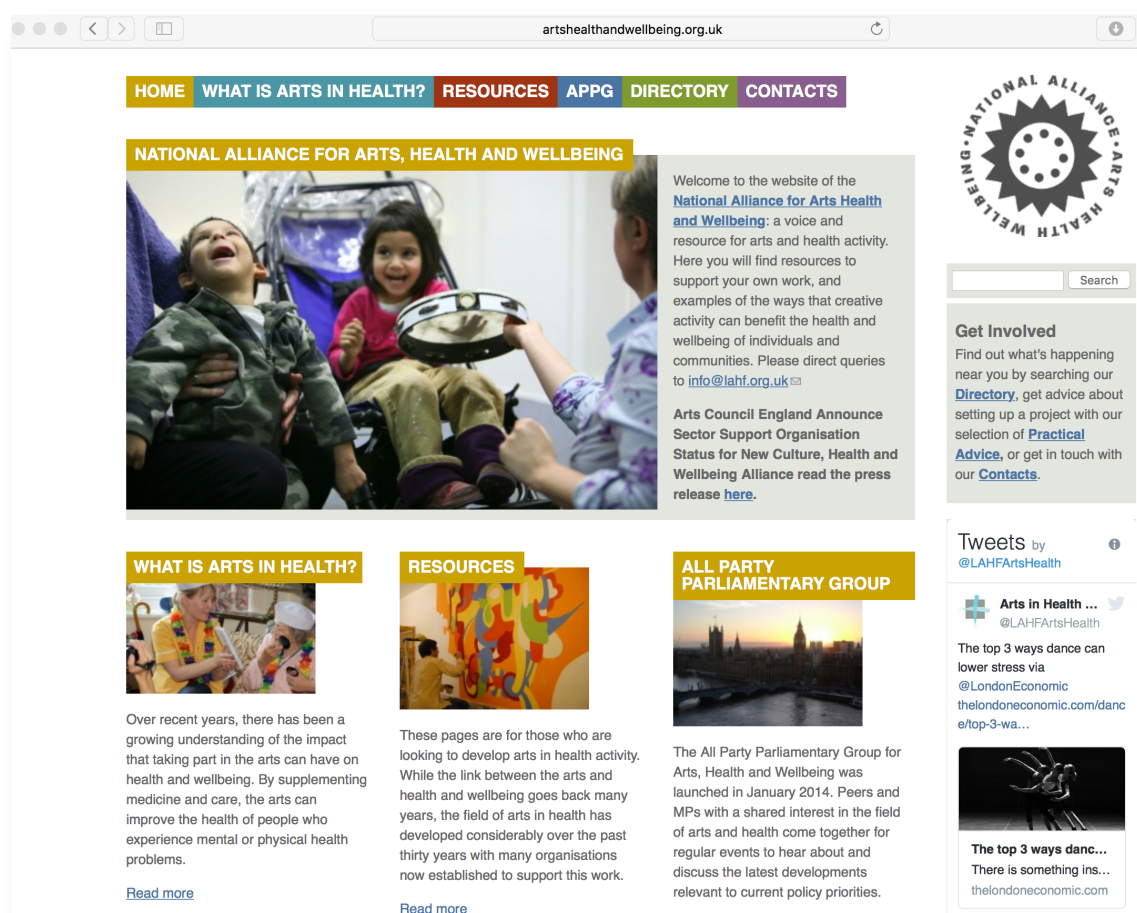 artshealthandwellbeing.org.uk
HOME WHAT IS ARTS IN HEALTH? RESOURCES APPG DIRECTORY CONTACTS
NATIONAL ALLIANCE FOR ARTS, HEALTH AND WELLBEING
Welcome to the website of the
National Alliance for Arts Health
and Wellbeing: a voice and
resource for arts and health activity.
Here you will find resources to
support your own work, and
examples of the ways that creative
activity can benefit the health and
wellbeing of individuals and
communities. Please direct queries
to info@lahf.org.uk
Arts Council England Announce
Sector Support Organisation
Status for New Culture, Health and
Wellbeing Alliance read the press
release here.
WHAT IS ARTS IN HEALTH?
Over recent years, there has been a
growing understanding of the impact
that taking part in the arts can have on
health and wellbeing. By supplementing
medicine and care, the arts can
improve the health of people who
experience mental or physical health
problems.
Read more
RESOURCES
These pages are for those who are
looking to develop arts in health activity.
While the link between the arts and
health and wellbeing goes back many
years, the field of arts in health has
developed considerably over the past
thirty years with many organisations
now established to support this work.
Read more
ALL PARTY
PARLIAMENTARY GROUP
The All Party Parliamentary Group for
Arts, Health and Wellbeing was
launched in January 2014. Peers and
MPs with a shared interest in the field
of arts and health come together for
regular events to hear about and
discuss the latest developments
relevant to current policy priorities.
NATIONAL ALLIANCE · ARTS HEALTH WELLBEING ·
Search
Get Involved
Find out what's happening
near you by searching our
Directory, get advice about
setting up a project with our
selection of Practical
Advice, or get in touch with
our Contacts.
Tweets by
@LAHFArtsHealth
Arts in Health ...
@LAHFArtsHealth
The top 3 ways dance can
lower stress via
@LondonEconomic
thelondoneconomic.com/danc
e/top-3-wa…
The top 3 ways danc...
There is something ins...
thelondoneconomic.com